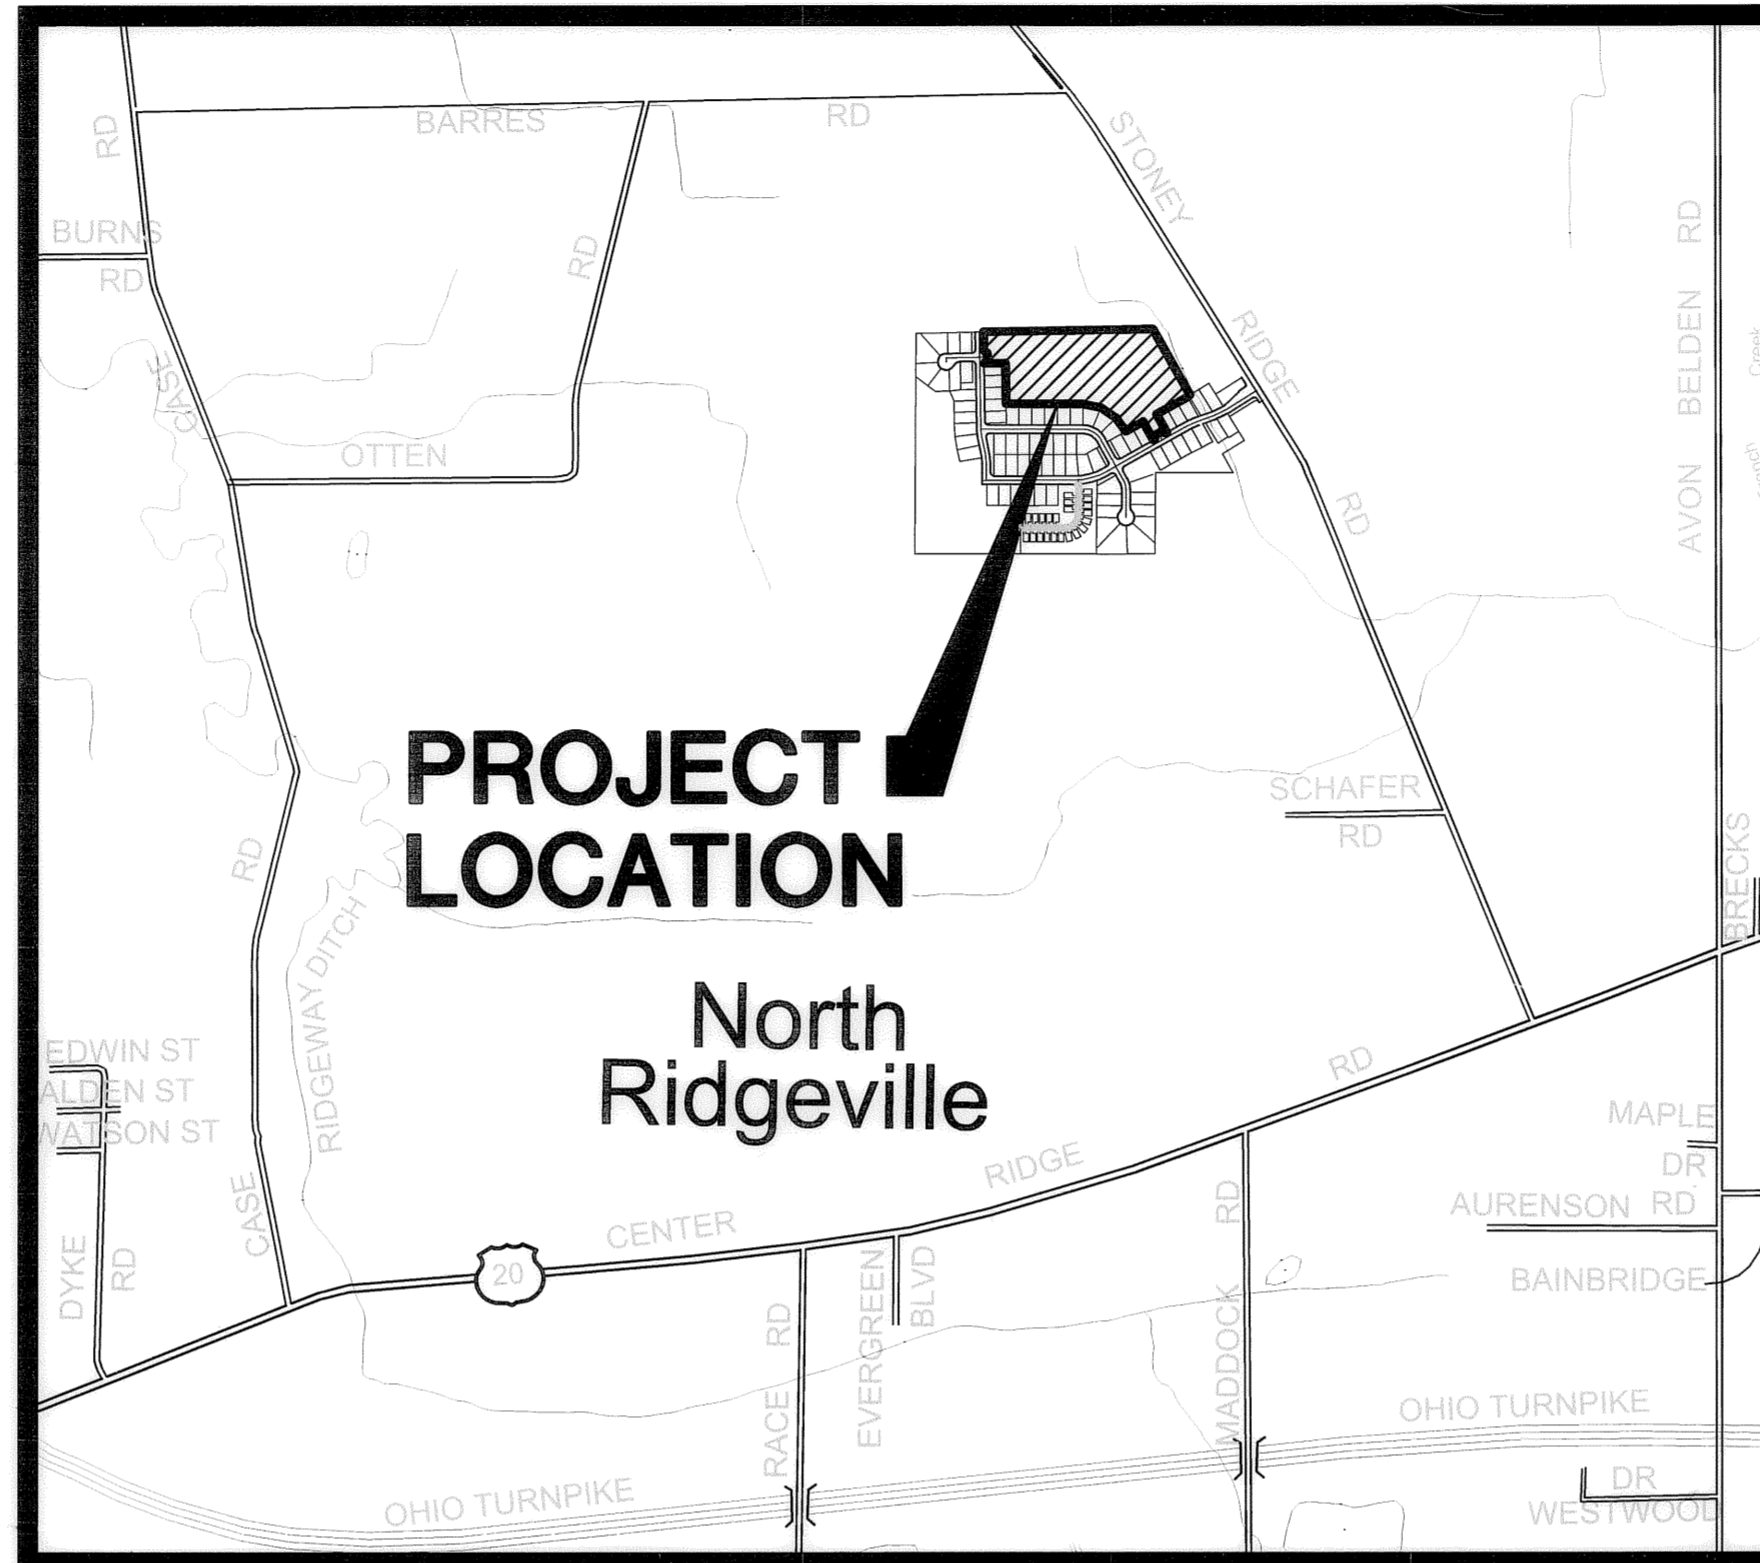 BARRES RD
RD
STONEY RIDGE RD
BURNS
RD
RD
AVON BELDEN RD
CASE
OTTEN
Creek
PROJECT
LOCATION
SCHAFER
RD
RD
BRECKS
RIDGEWAY DITCH
North
Ridgeville
EDWIN ST
ALDEN ST
WATSON ST
RD
MAPLE
DR
RIDGE
CASE
CENTER
AURENSON RD
DYKE RD
20
BAINBRIDGE
RACE RD
EVERGREEN BLVD
MADDOCK RD
OHIO TURNPIKE
OHIO TURNPIKE
DR
WESTWOOD